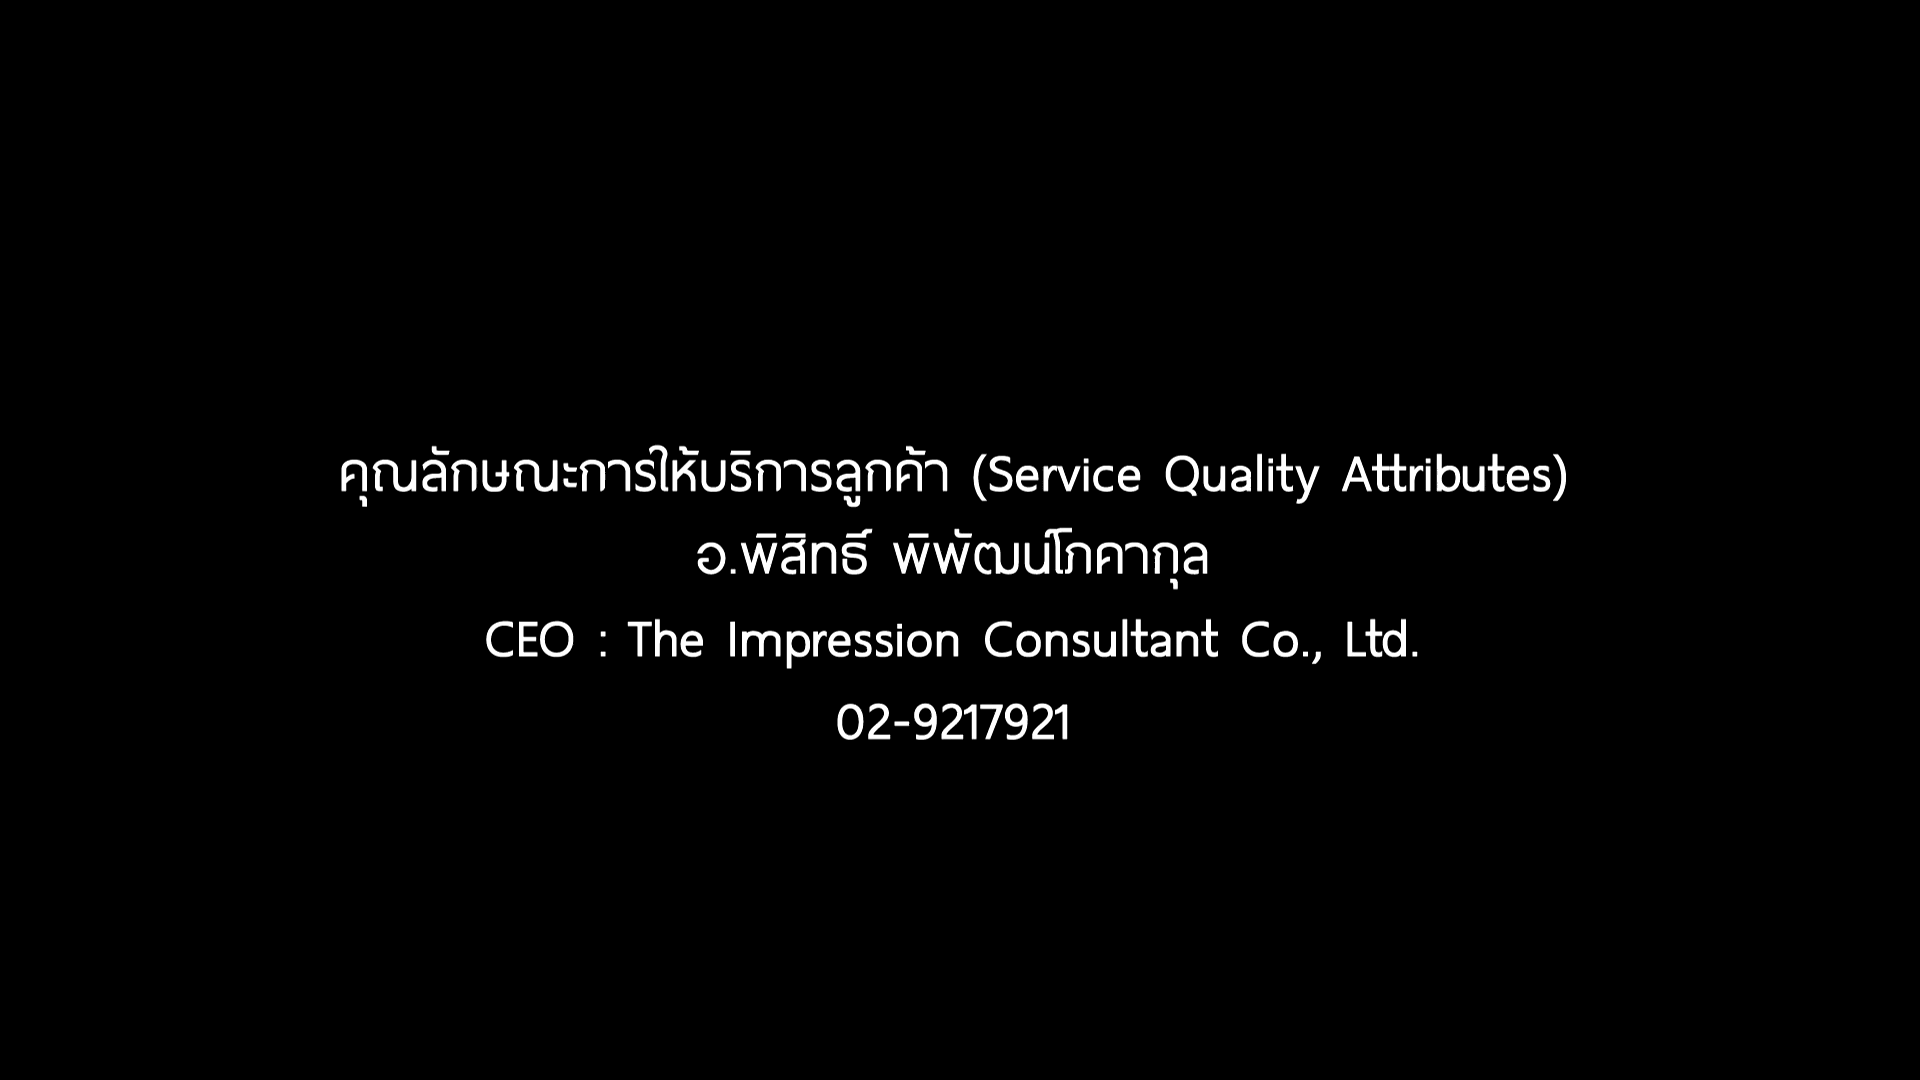 คุณลักษณะการให้บริการลูกค้า (Service Quality Attributes)
อ.พิสิทธิ์ พิพัฒน์โภคากุล
CEO : The Impression Consultant Co., Ltd.
02-9217921